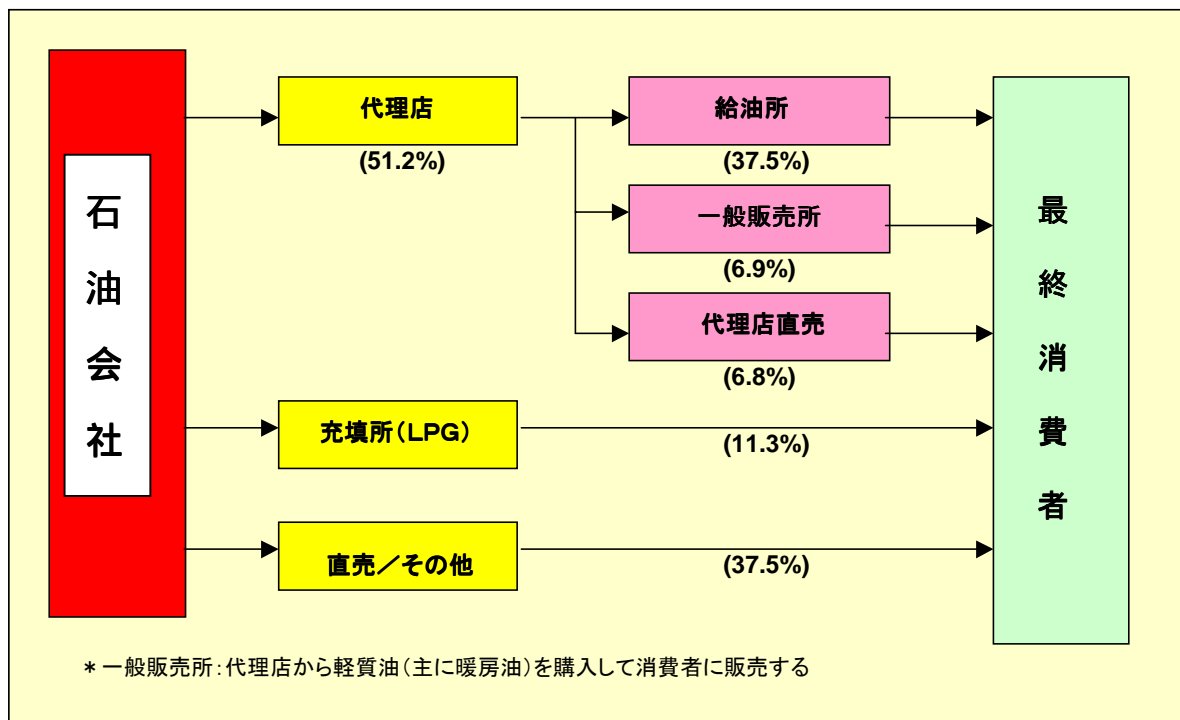 石油会社
代理店
(51.2%)
給油所
(37.5%)
一般販売所
(6.9%)
代理店直売
(6.8%)
充填所(LPG)
(11.3%)
直売/その他
(37.5%)
最終消費者
* 一般販売所:代理店から軽質油(主に暖房油)を購入して消費者に販売する